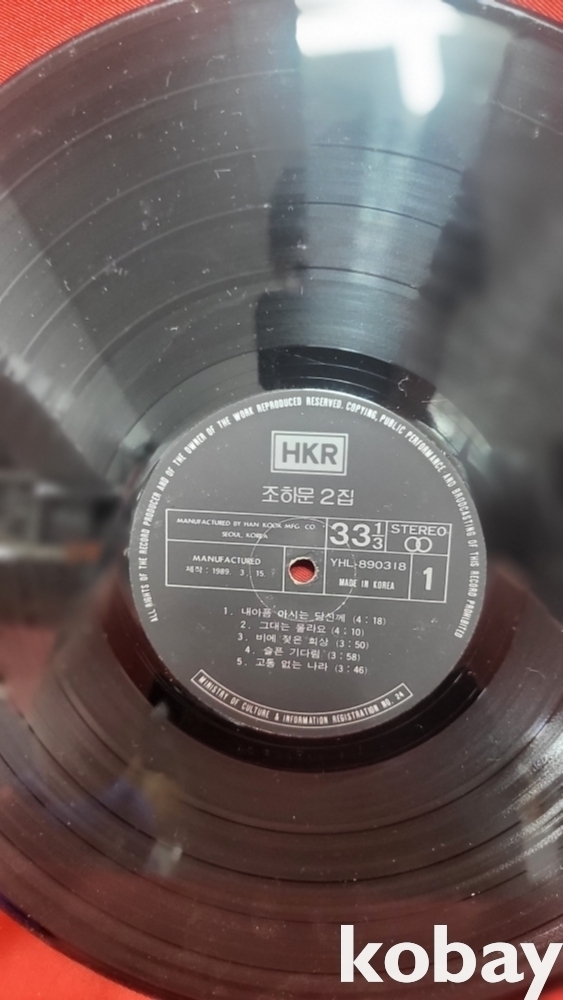 ALL RIGHTS OF THE RECORD PRODUCER AND OF THE OWNER OF THE WORK REPRODUCED RESERVED. COPYING, PUBLIC PERFORMANCE AND BROADCASTING OF THIS RECORD PROHIBITED
HKR
조하문 2집
MANUFACTURED BY HAN KOOK MFG. CO
SEOUL, KOREA
33 1/3
STEREO
MANUFACTURED
제작: 1989. 3. 15.
YHL-890318
MADE IN KOREA
1
1. 내아픔 아시는 당신께 (4:18)
2. 그대는 몰라요 (4:10)
3. 비에 젖은 회상 (3:50)
4. 슬픈 기다림 (3:58)
5. 고통 없는 나라 (3:46)
MINISTRY OF CULTURE & INFORMATION REGISTRATION NO. 24
kobay